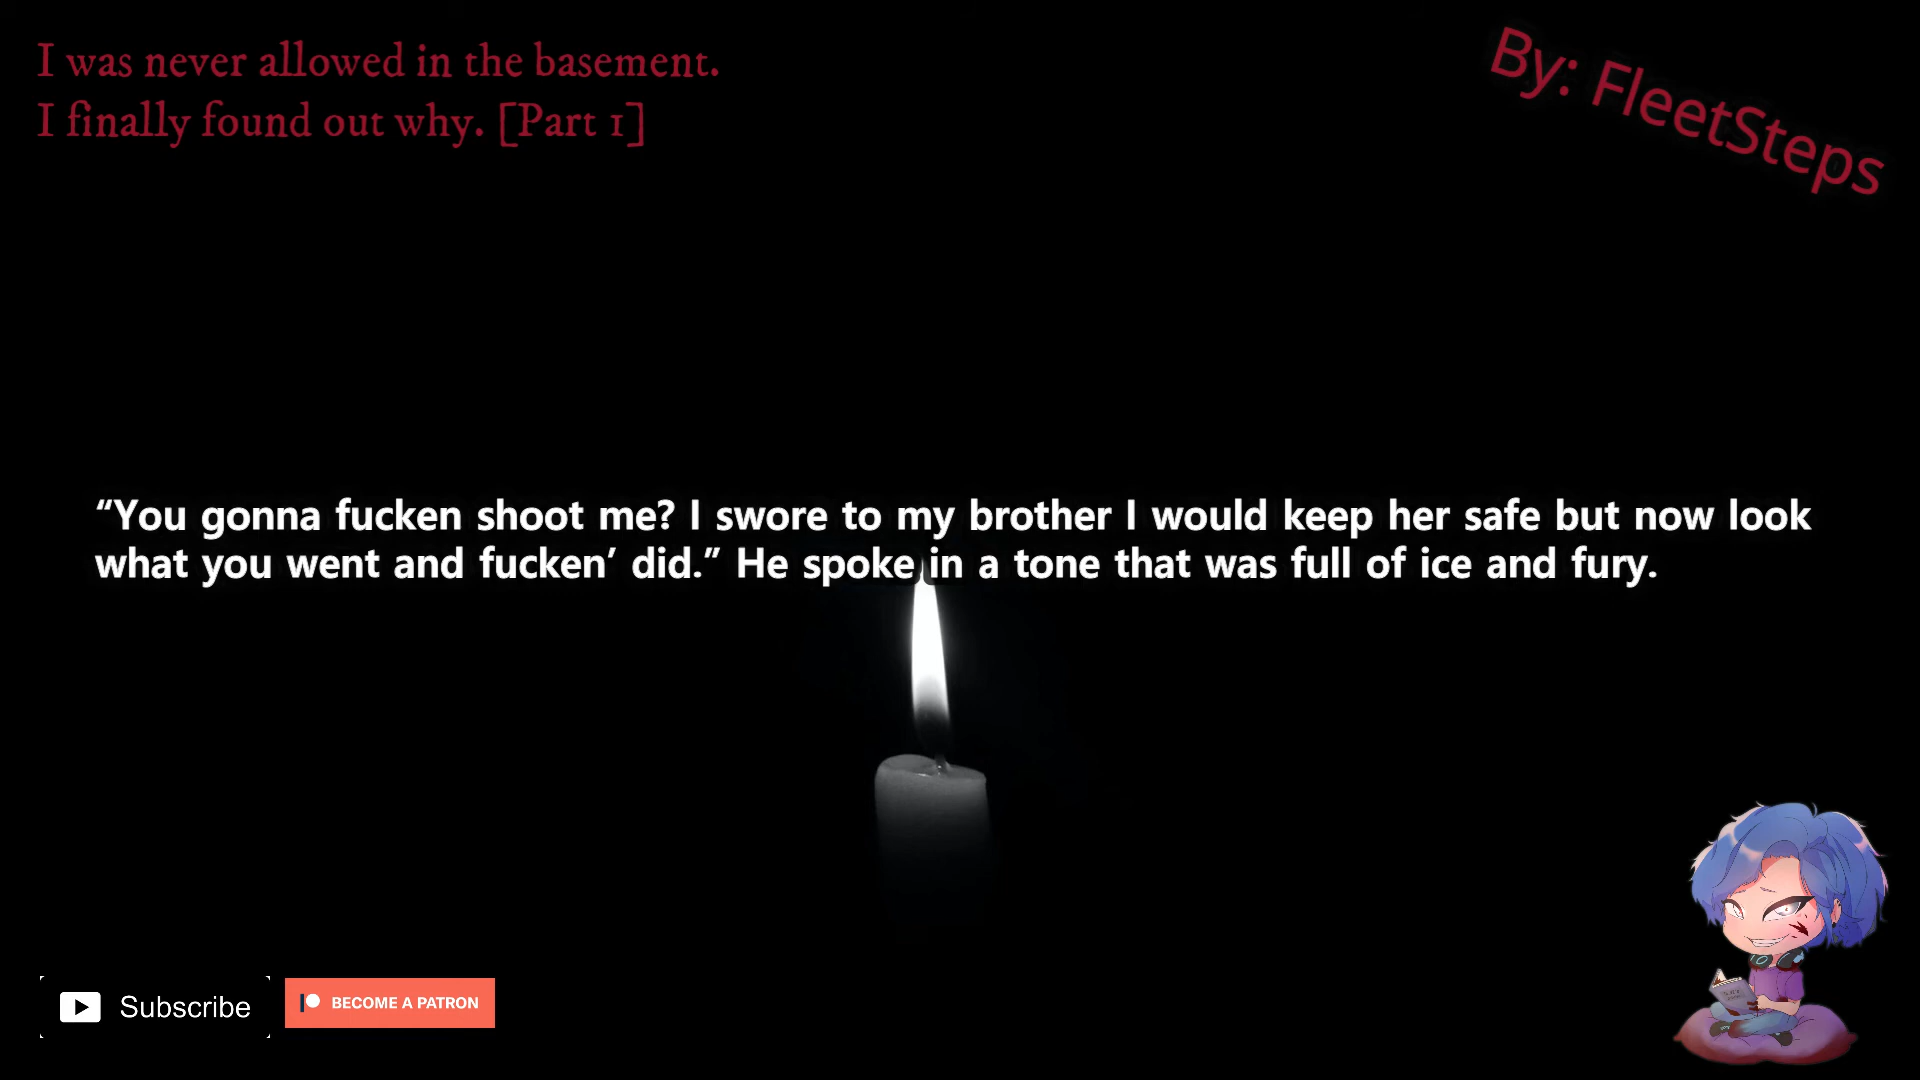 I was never allowed in the basement.
I finally found out why. [Part 1]
By: FleetSteps
“You gonna fucken shoot me? I swore to my brother I would keep her safe but now look
what you went and fucken’ did.” He spoke in a tone that was full of ice and fury.
Subscribe
BECOME A PATRON